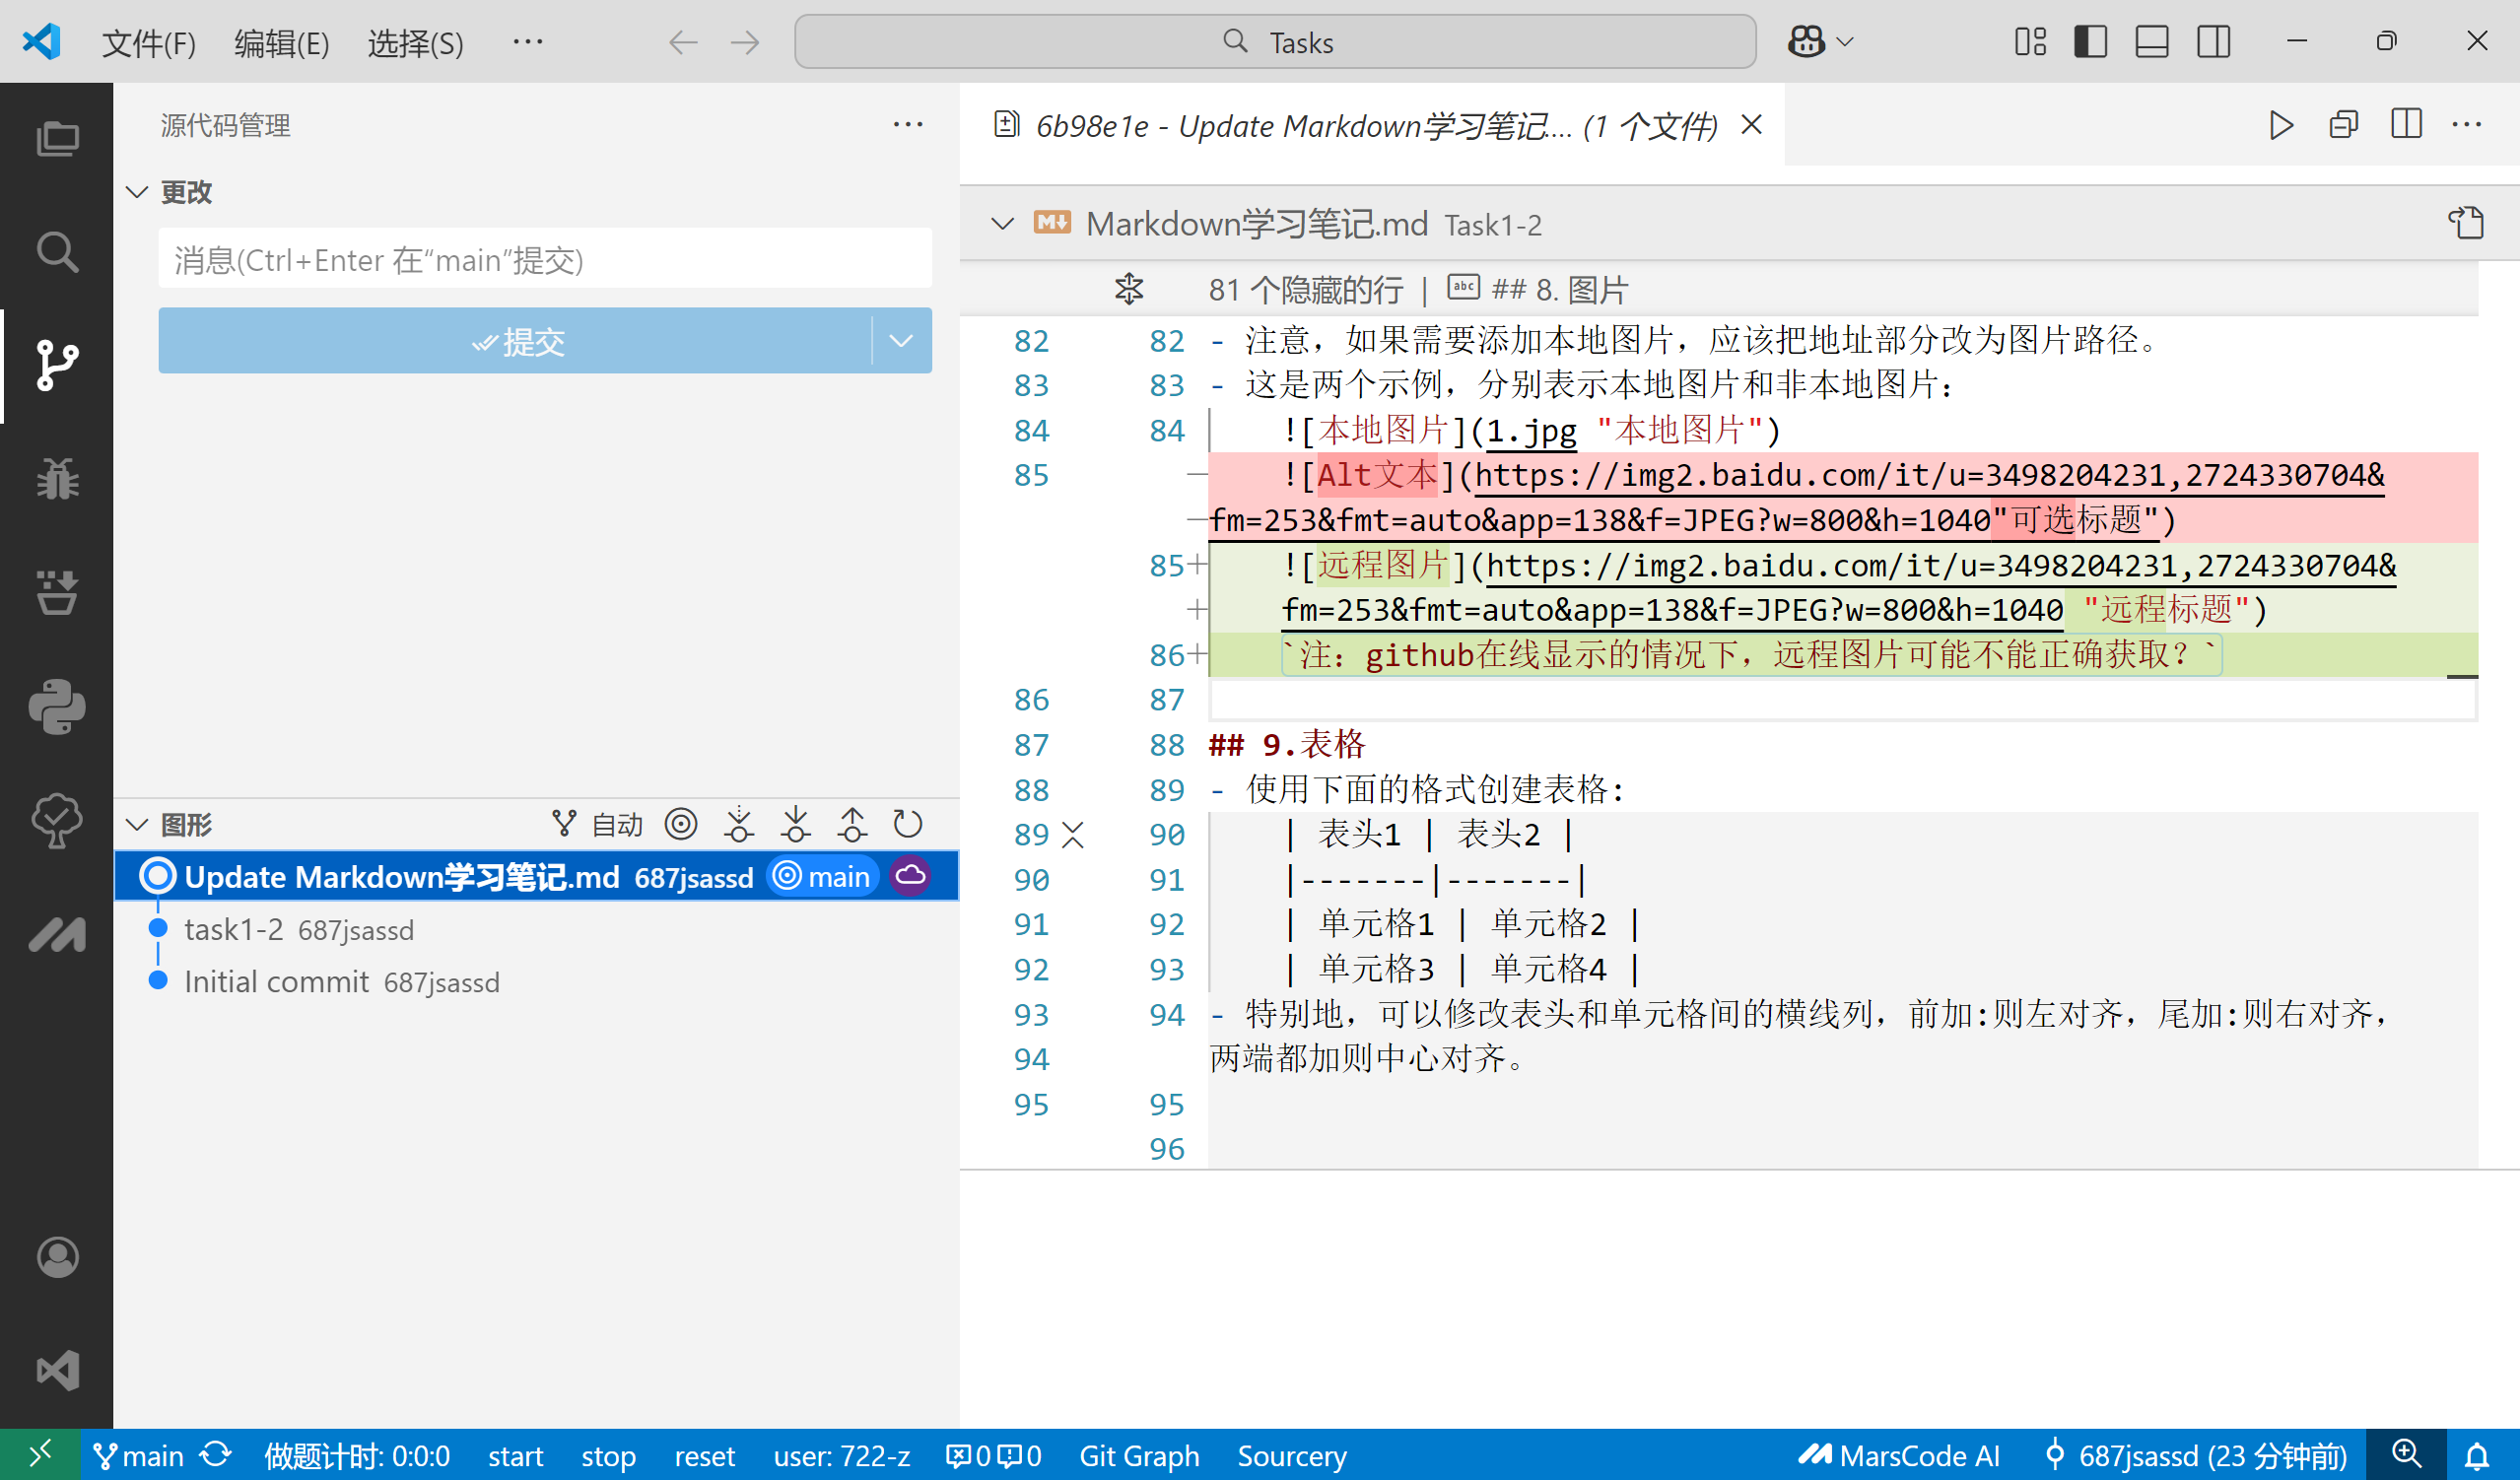 文件(F) 编辑(E) 选择(S) ··· Tasks
源代码管理 ···
更改
消息(Ctrl+Enter 在“main”提交)
提交
图形 自动
Update Markdown学习笔记.md 687jsassd main
task1-2 687jsassd
Initial commit 687jsassd
6b98e1e - Update Markdown学习笔记.... (1 个文件)
Markdown学习笔记.md Task1-2
81 个隐藏的行 | abc ## 8. 图片
82 82 - 注意，如果需要添加本地图片，应该把地址部分改为图片路径。
83 83 - 这是两个示例，分别表示本地图片和非本地图片：
84 84 ![本地图片](1.jpg "本地图片")
85 — ![Alt文本](https://img2.baidu.com/it/u=3498204231,2724330704&
— fm=253&fmt=auto&app=138&f=JPEG?w=800&h=1040"可选标题")
85+ ![远程图片](https://img2.baidu.com/it/u=3498204231,2724330704&
+ fm=253&fmt=auto&app=138&f=JPEG?w=800&h=1040 "远程标题")
86+ `注：github在线显示的情况下，远程图片可能不能正确获取？`
86 87
87 88 ## 9.表格
88 89 - 使用下面的格式创建表格：
89 90 | 表头1 | 表头2 |
90 91 |-------|-------|
91 92 | 单元格1 | 单元格2 |
92 93 | 单元格3 | 单元格4 |
93 94 - 特别地，可以修改表头和单元格间的横线列，前加:则左对齐，尾加:则右对齐，
94 两端都加则中心对齐。
95 95
96
main 做题计时: 0:0:0 start stop reset user: 722-z 0 0 Git Graph Sourcery MarsCode AI 687jsassd (23 分钟前)